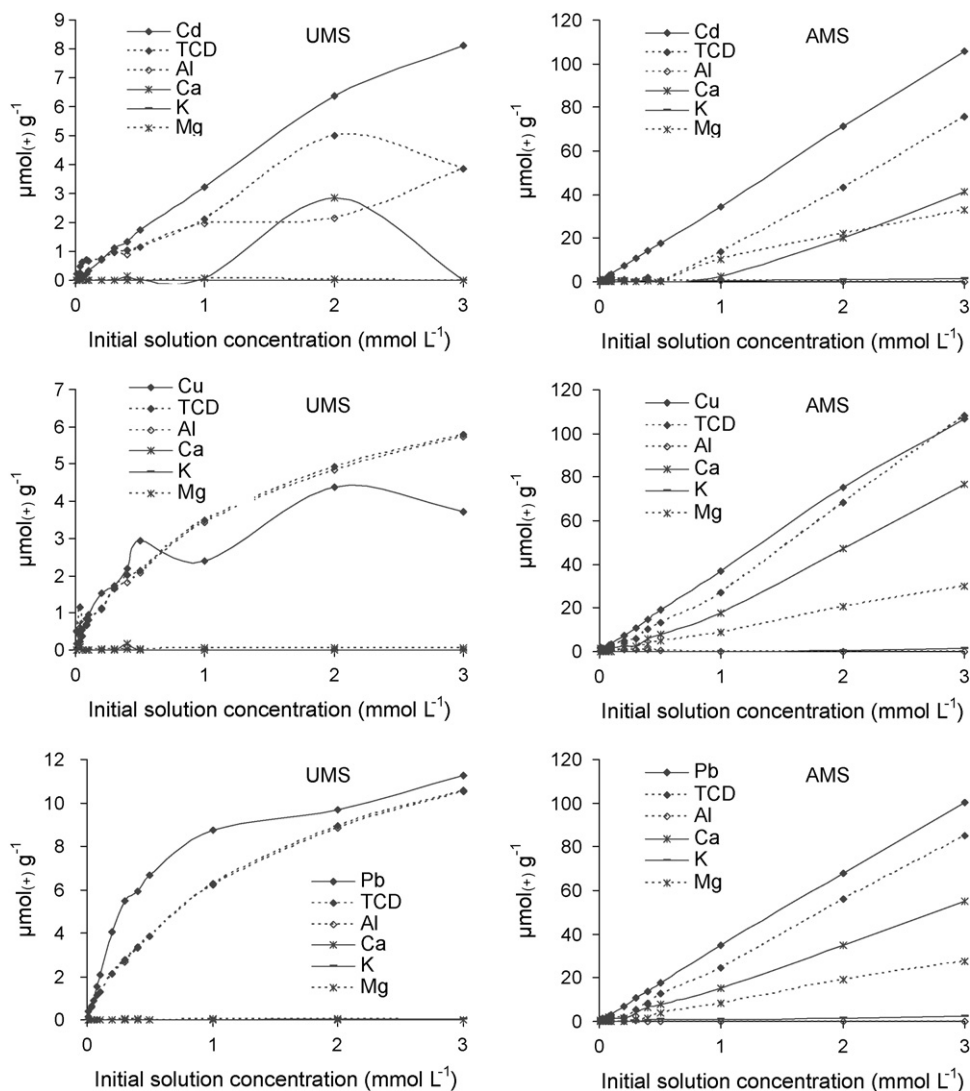 UMS
Cd
TCD
Al
Ca
K
Mg
9
8
7
6
5
4
3
2
1
0
µmol(+) g-1
0 1 2 3
Initial solution concentration (mmol L-1)
AMS
Cd
TCD
Al
Ca
K
Mg
120
100
80
60
40
20
0
µmol(+) g-1
0 1 2 3
Initial solution concentration (mmol L-1)
UMS
Cu
TCD
Al
Ca
K
Mg
7
6
5
4
3
2
1
0
µmol(+) g-1
0 1 2 3
Initial solution concentration (mmol L-1)
AMS
Cu
TCD
Al
Ca
K
Mg
120
100
80
60
40
20
0
µmol(+) g-1
0 1 2 3
Initial solution concentration (mmol L-1)
UMS
Pb
TCD
Al
Ca
K
Mg
12
10
8
6
4
2
0
µmol(+) g-1
0 1 2 3
Initial solution concentration (mmol L-1)
AMS
Pb
TCD
Al
Ca
K
Mg
120
100
80
60
40
20
0
µmol(+) g-1
0 1 2 3
Initial solution concentration (mmol L-1)